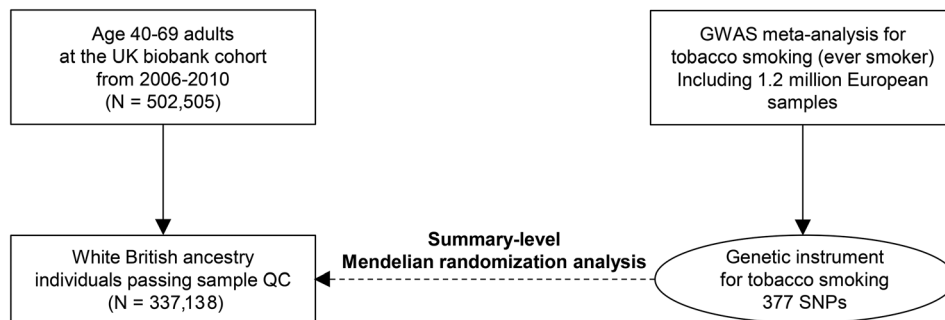 Age 40-69 adults
at the UK biobank cohort
from 2006-2010
(N = 502,505)
GWAS meta-analysis for
tobacco smoking (ever smoker)
Including 1.2 million European
samples
White British ancestry
individuals passing sample QC
(N = 337,138)
Summary-level
Mendelian randomization analysis
Genetic instrument
for tobacco smoking
377 SNPs